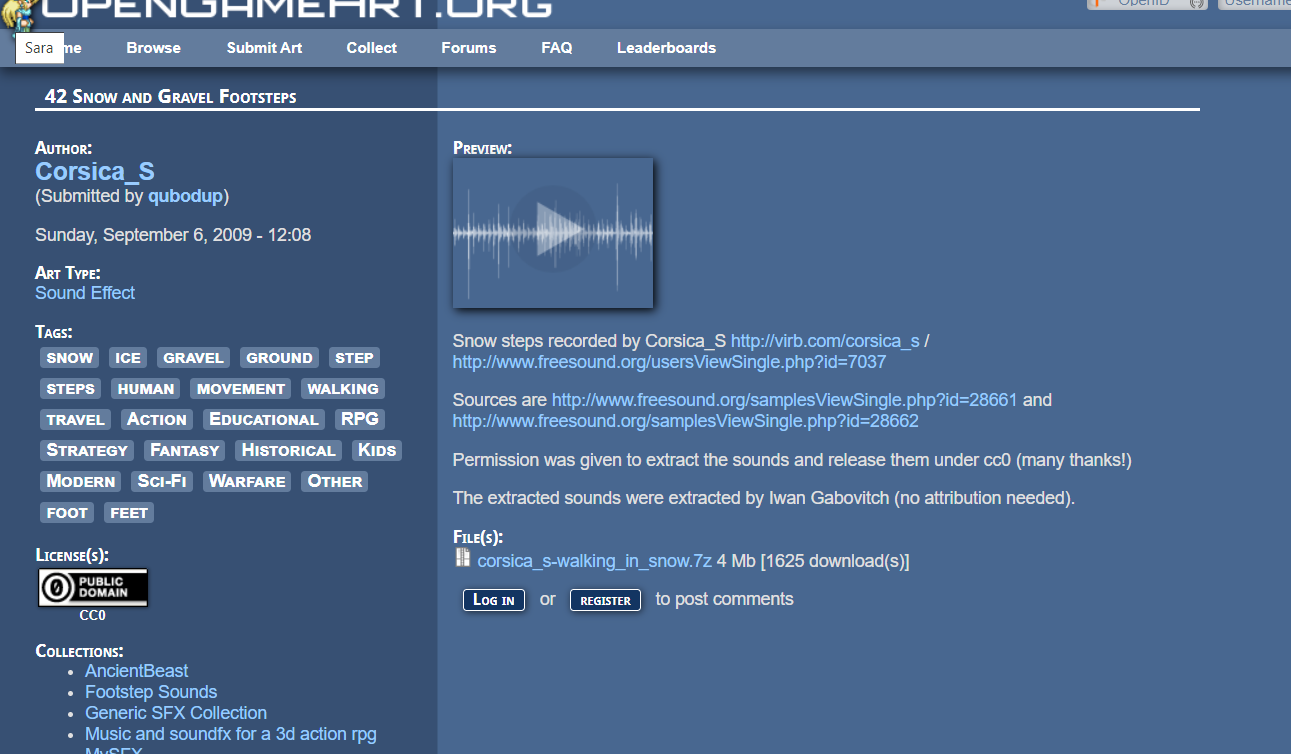 OPENGAMEART.ORG
OpenID
Username
Sara me
Browse
Submit Art
Collect
Forums
FAQ
Leaderboards
42 Snow and Gravel Footsteps
Author:
Corsica_S
(Submitted by qubodup)
Sunday, September 6, 2009 - 12:08
Art Type:
Sound Effect
Tags:
SNOW ICE GRAVEL GROUND STEP
STEPS HUMAN MOVEMENT WALKING
TRAVEL Action Educational RPG
Strategy Fantasy Historical Kids
Modern Sci-Fi Warfare Other
FOOT FEET
License(s):
PUBLIC
DOMAIN
CC0
Collections:
AncientBeast
Footstep Sounds
Generic SFX Collection
Music and soundfx for a 3d action rpg
MySFX
Preview:
Snow steps recorded by Corsica_S http://virb.com/corsica_s /
http://www.freesound.org/usersViewSingle.php?id=7037
Sources are http://www.freesound.org/samplesViewSingle.php?id=28661 and
http://www.freesound.org/samplesViewSingle.php?id=28662
Permission was given to extract the sounds and release them under cc0 (many thanks!)
The extracted sounds were extracted by Iwan Gabovitch (no attribution needed).
File(s):
corsica_s-walking_in_snow.7z 4 Mb [1625 download(s)]
Log in or register to post comments